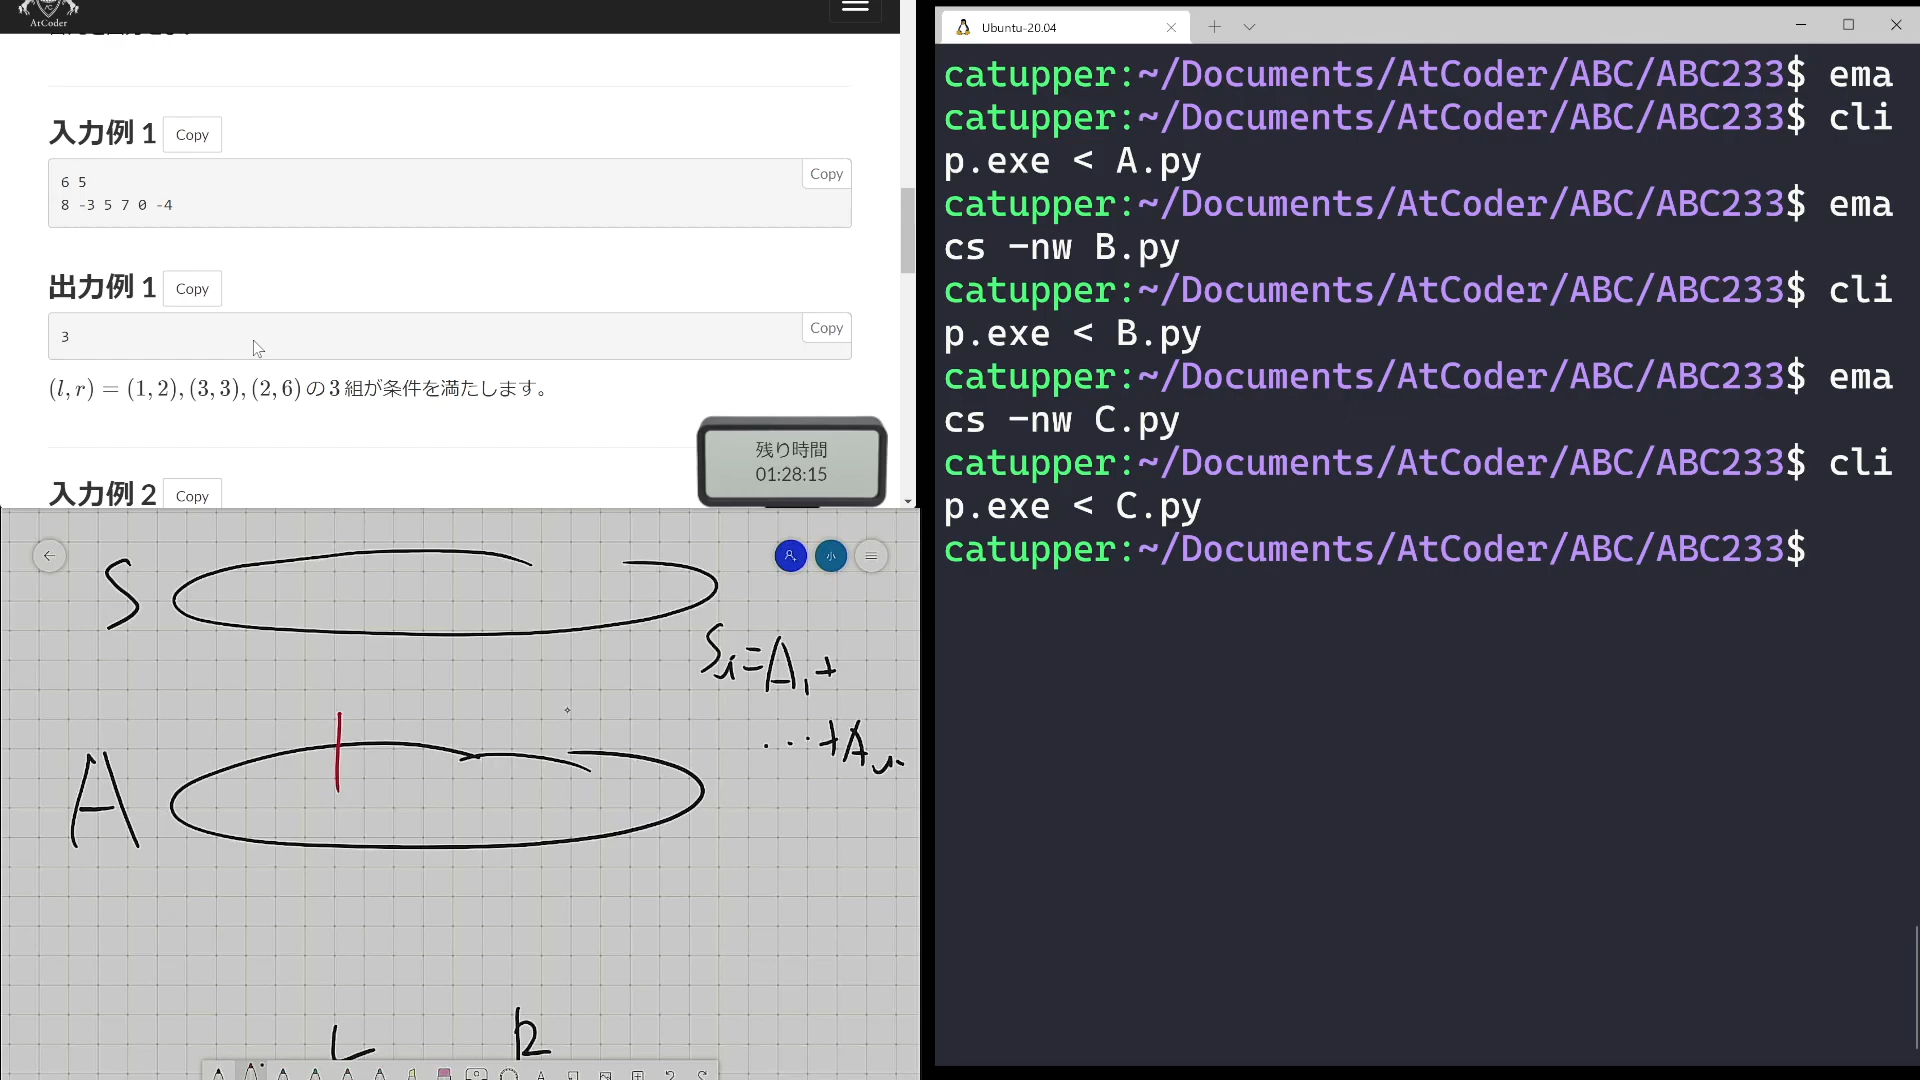 AtCoder
入力例 1 Copy
Copy
6 5
8 -3 5 7 0 -4
出力例 1 Copy
Copy
3
(l, r) = (1, 2), (3, 3), (2, 6) の 3 組が条件を満たします。
残り時間
01:28:15
入力例 2 Copy
S
Si=A1+
...+Ai
A
L R
Ubuntu-20.04
catupper:~/Documents/AtCoder/ABC/ABC233$ ema
catupper:~/Documents/AtCoder/ABC/ABC233$ cli
p.exe < A.py
catupper:~/Documents/AtCoder/ABC/ABC233$ ema
cs -nw B.py
catupper:~/Documents/AtCoder/ABC/ABC233$ cli
p.exe < B.py
catupper:~/Documents/AtCoder/ABC/ABC233$ ema
cs -nw C.py
catupper:~/Documents/AtCoder/ABC/ABC233$ cli
p.exe < C.py
catupper:~/Documents/AtCoder/ABC/ABC233$